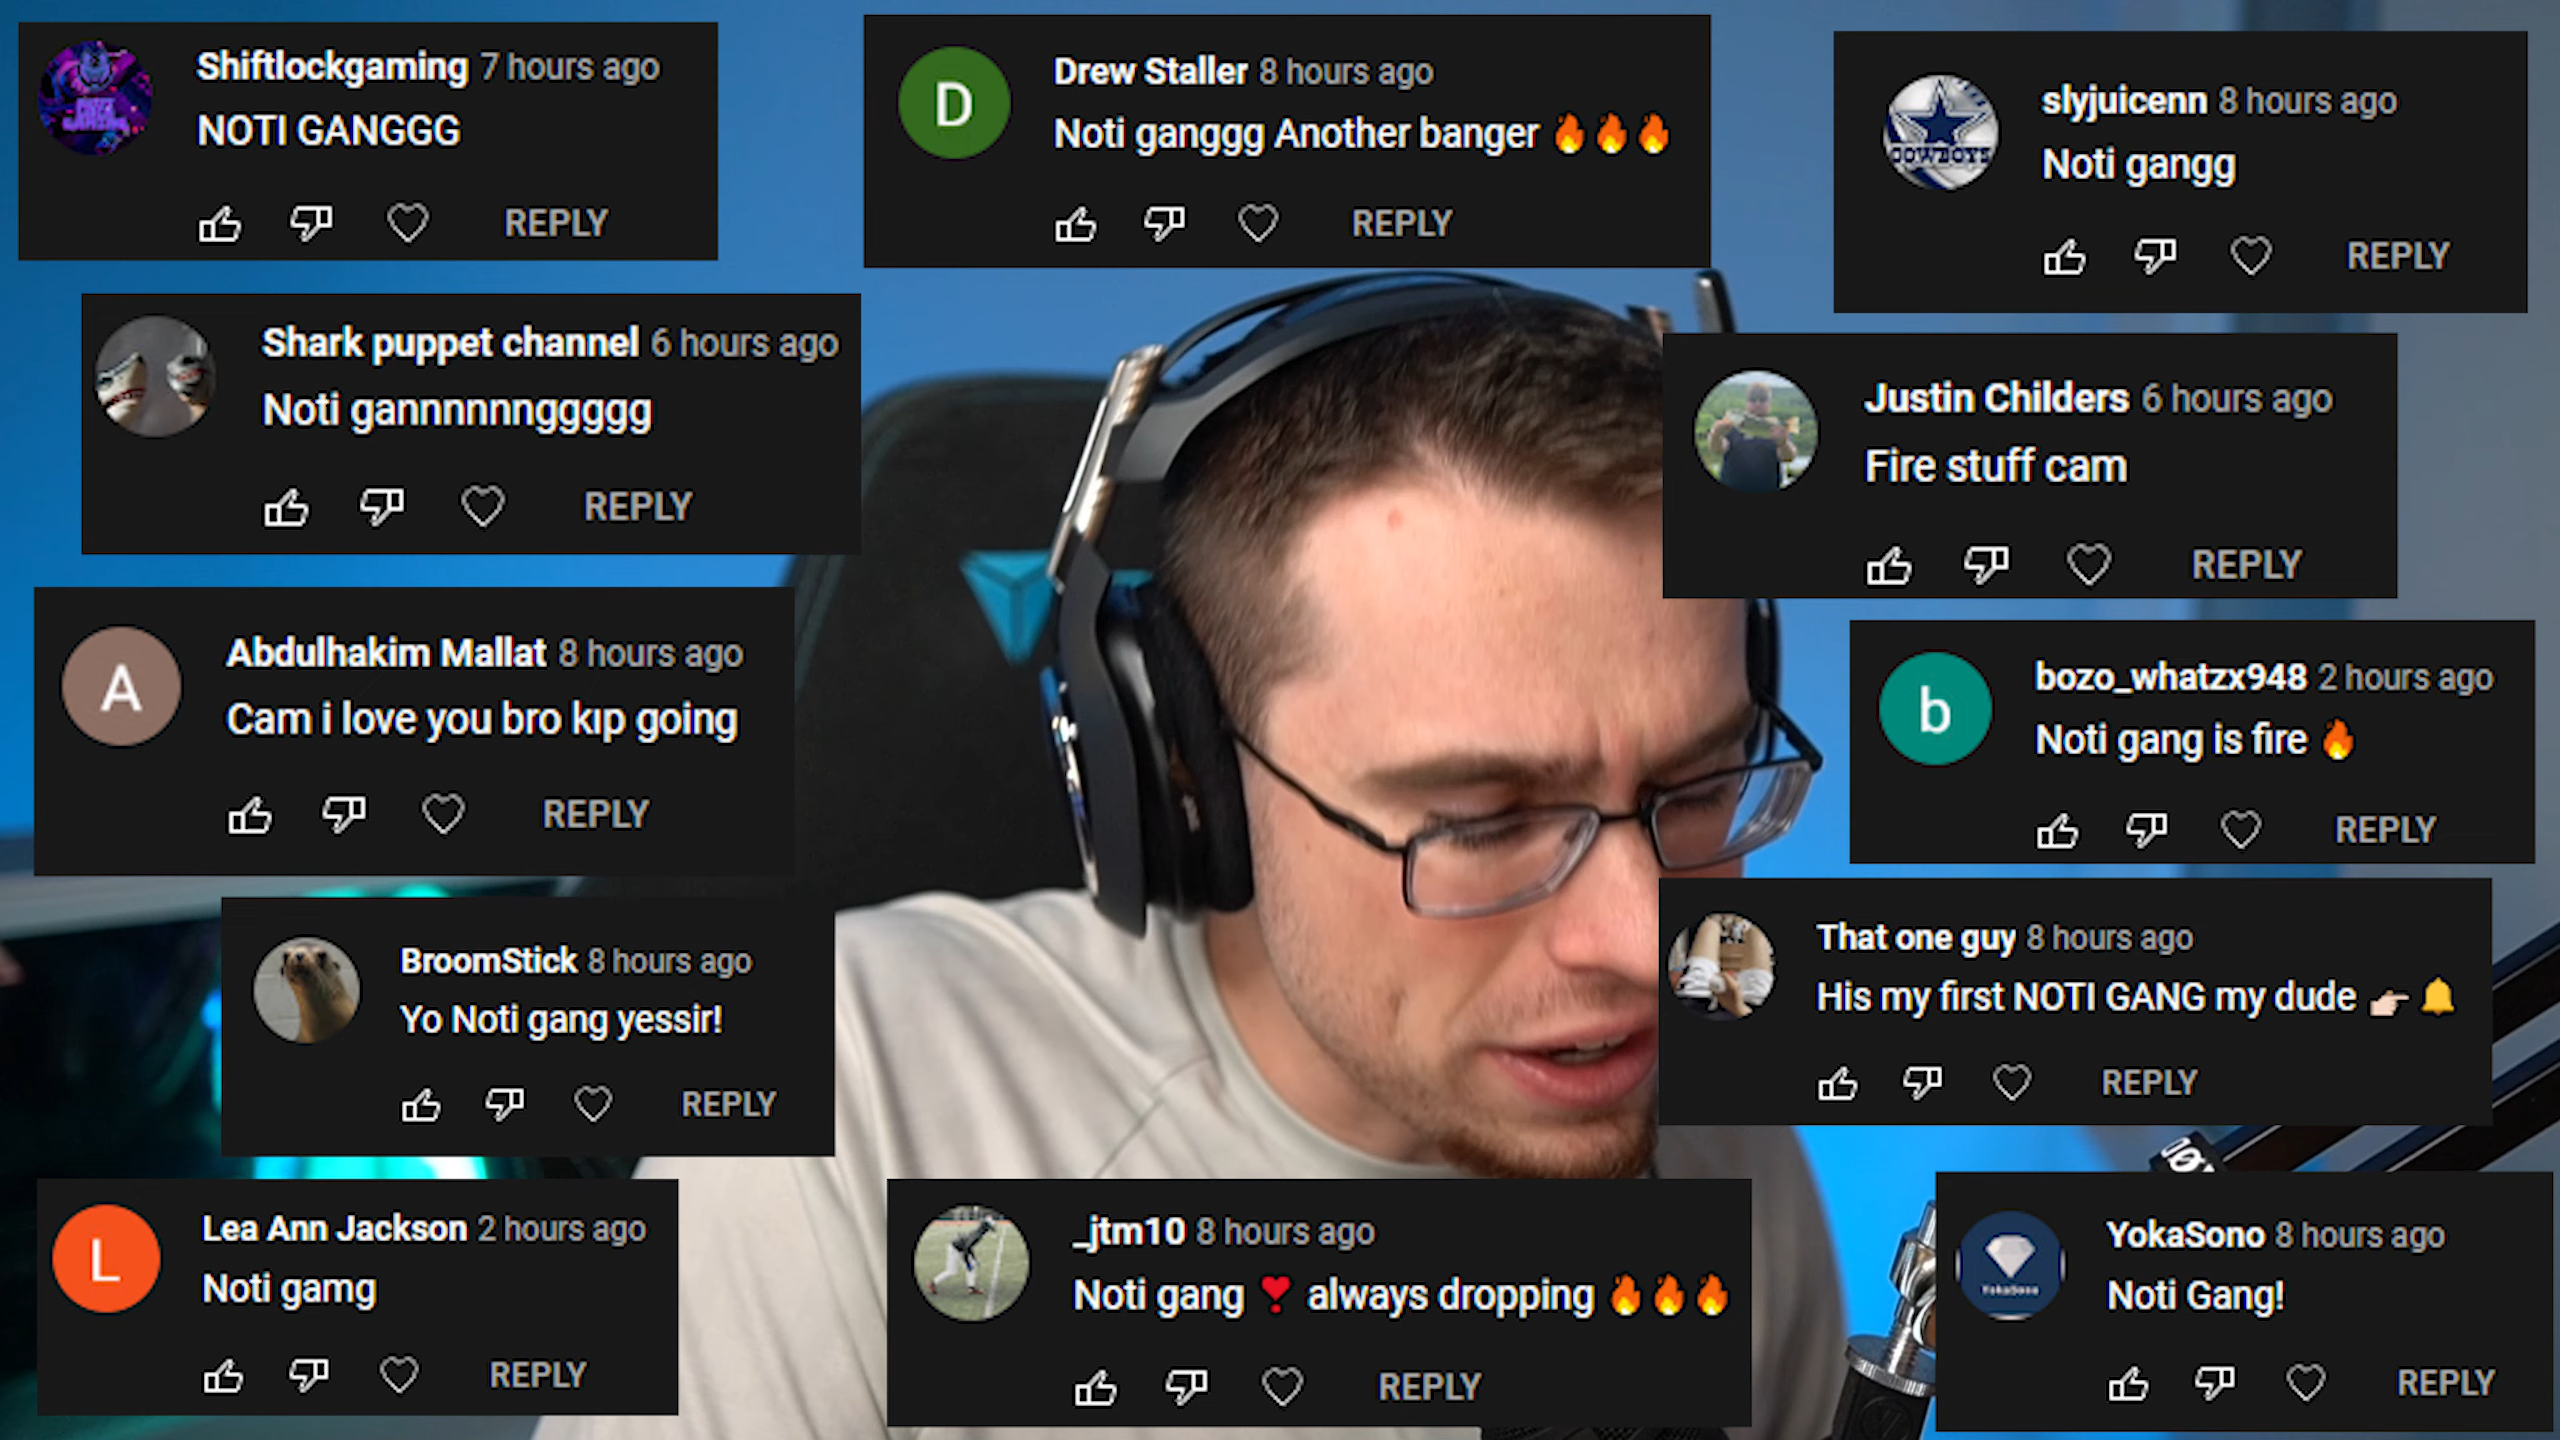 Shiftlockgaming 7 hours ago
NOTI GANGGG
REPLY
Drew Staller 8 hours ago
Noti ganggg Another banger 🔥🔥🔥
REPLY
COWBOYS
slyjuicenn 8 hours ago
Noti gangg
REPLY
Shark puppet channel 6 hours ago
Noti gannnnnnggggg
REPLY
Justin Childers 6 hours ago
Fire stuff cam
REPLY
A
Abdulhakim Mallat 8 hours ago
Cam i love you bro kıp going
REPLY
b
bozo_whatzx948 2 hours ago
Noti gang is fire 🔥
REPLY
BroomStick 8 hours ago
Yo Noti gang yessir!
REPLY
That one guy 8 hours ago
His my first NOTI GANG my dude 👉🏻 🔔
REPLY
L
Lea Ann Jackson 2 hours ago
Noti gamg
REPLY
_jtm10 8 hours ago
Noti gang ❣ always dropping 🔥🔥🔥
REPLY
YokaSono
YokaSono 8 hours ago
Noti Gang!
REPLY
D